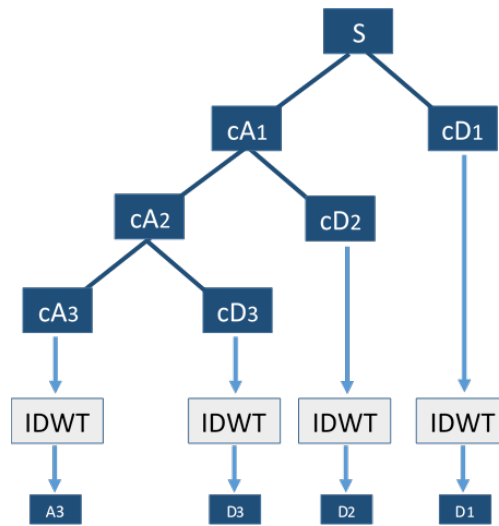 S
cA1 cD1
cA2 cD2
cA3 cD3
IDWT IDWT IDWT IDWT
A3 D3 D2 D1